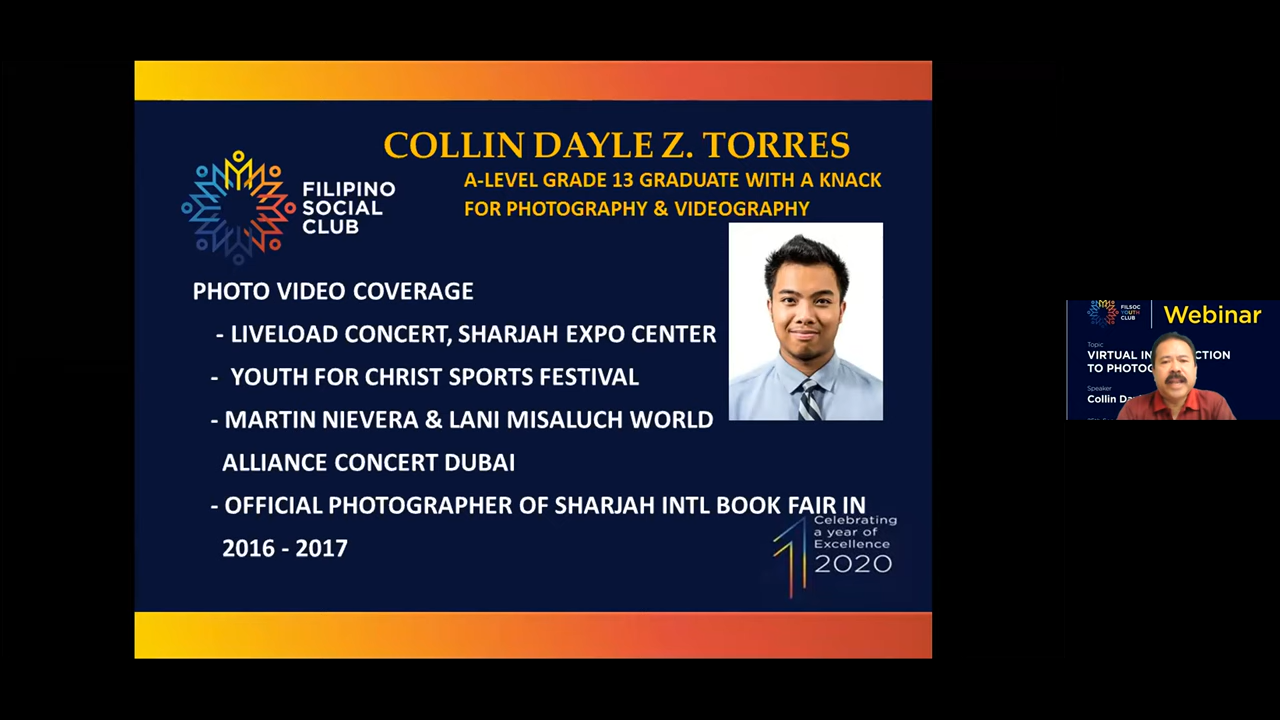 COLLIN DAYLE Z. TORRES
A-LEVEL GRADE 13 GRADUATE WITH A KNACK
FOR PHOTOGRAPHY & VIDEOGRAPHY
FILIPINO
SOCIAL
CLUB
PHOTO VIDEO COVERAGE
- LIVELOAD CONCERT, SHARJAH EXPO CENTER
- YOUTH FOR CHRIST SPORTS FESTIVAL
- MARTIN NIEVERA & LANI MISALUCH WORLD
ALLIANCE CONCERT DUBAI
- OFFICIAL PHOTOGRAPHER OF SHARJAH INTL BOOK FAIR IN
2016 - 2017
1
Celebrating
a year of
Excellence
2020
FILSOC
YOUTH
CLUB
Webinar
Topic
VIRTUAL IN CTION
TO PHOTO
Speaker
Collin